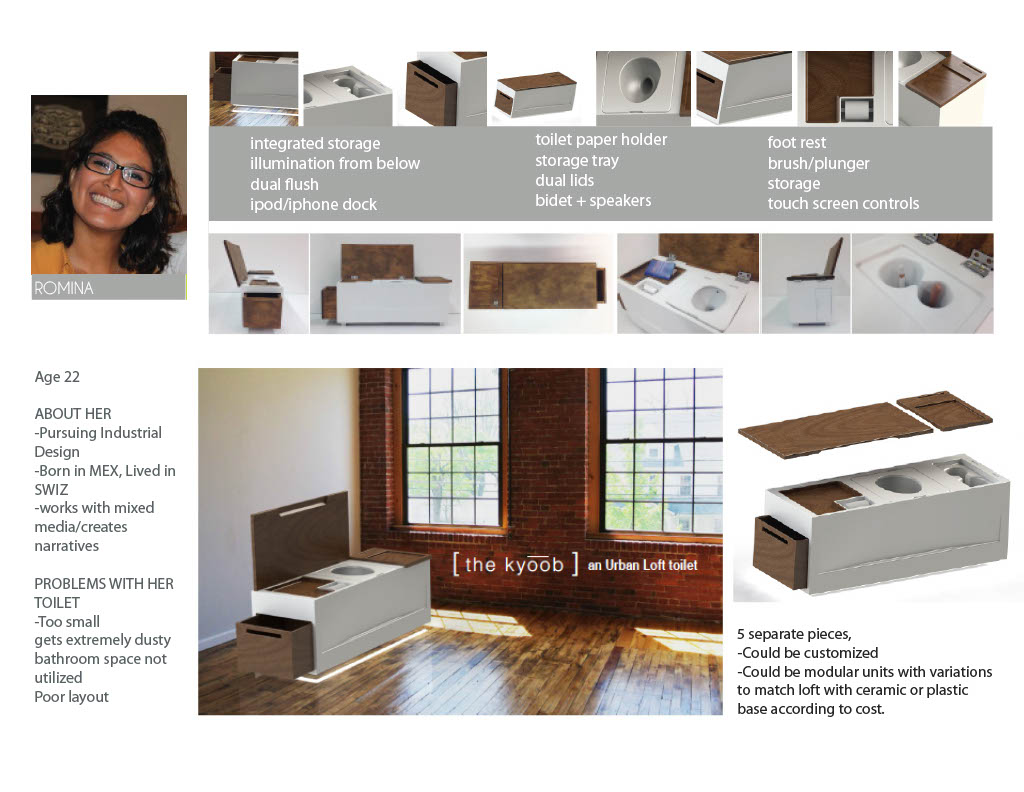 integrated storage
illumination from below
dual flush
ipod/iphone dock
toilet paper holder
storage tray
dual lids
bidet + speakers
foot rest
brush/plunger
storage
touch screen controls
ROMINA
Age 22
ABOUT HER
-Pursuing Industrial
Design
-Born in MEX, Lived in
SWIZ
-works with mixed
media/creates
narratives
PROBLEMS WITH HER
TOILET
-Too small
gets extremely dusty
bathroom space not
utilized
Poor layout
[ the kyōōb ] an Urban Loft toilet
5 separate pieces,
-Could be customized
-Could be modular units with variations
to match loft with ceramic or plastic
base according to cost.